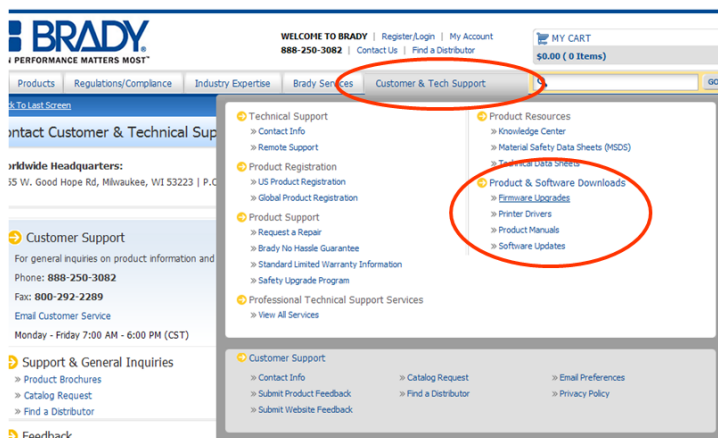 BRADY.
N PERFORMANCE MATTERS MOST™
WELCOME TO BRADY | Register/Login | My Account
888-250-3082 | Contact Us | Find a Distributor
MY CART
$0.00 ( 0 Items)
Products
Regulations/Compliance
Industry Expertise
Brady Services
Customer & Tech Support
GO
ck To Last Screen
ontact Customer & Technical Sup
orldwide Headquarters:
55 W. Good Hope Rd, Milwaukee, WI 53223 | P.O
Customer Support
For general inquiries on product information and
Phone: 888-250-3082
Fax: 800-292-2289
Email Customer Service
Monday - Friday 7:00 AM - 6:00 PM (CST)
Support & General Inquiries
» Product Brochures
» Catalog Request
» Find a Distributor
Feedback
Technical Support
» Contact Info
» Remote Support
Product Registration
» US Product Registration
» Global Product Registration
Product Support
» Request a Repair
» Brady No Hassle Guarantee
» Standard Limited Warranty Information
» Safety Upgrade Program
Professional Technical Support Services
» View All Services
Product Resources
» Knowledge Center
» Material Safety Data Sheets (MSDS)
» Technical Data Sheets
Product & Software Downloads
» Firmware Upgrades
» Printer Drivers
» Product Manuals
» Software Updates
Customer Support
» Contact Info
» Submit Product Feedback
» Submit Website Feedback
» Catalog Request
» Find a Distributor
» Email Preferences
» Privacy Policy